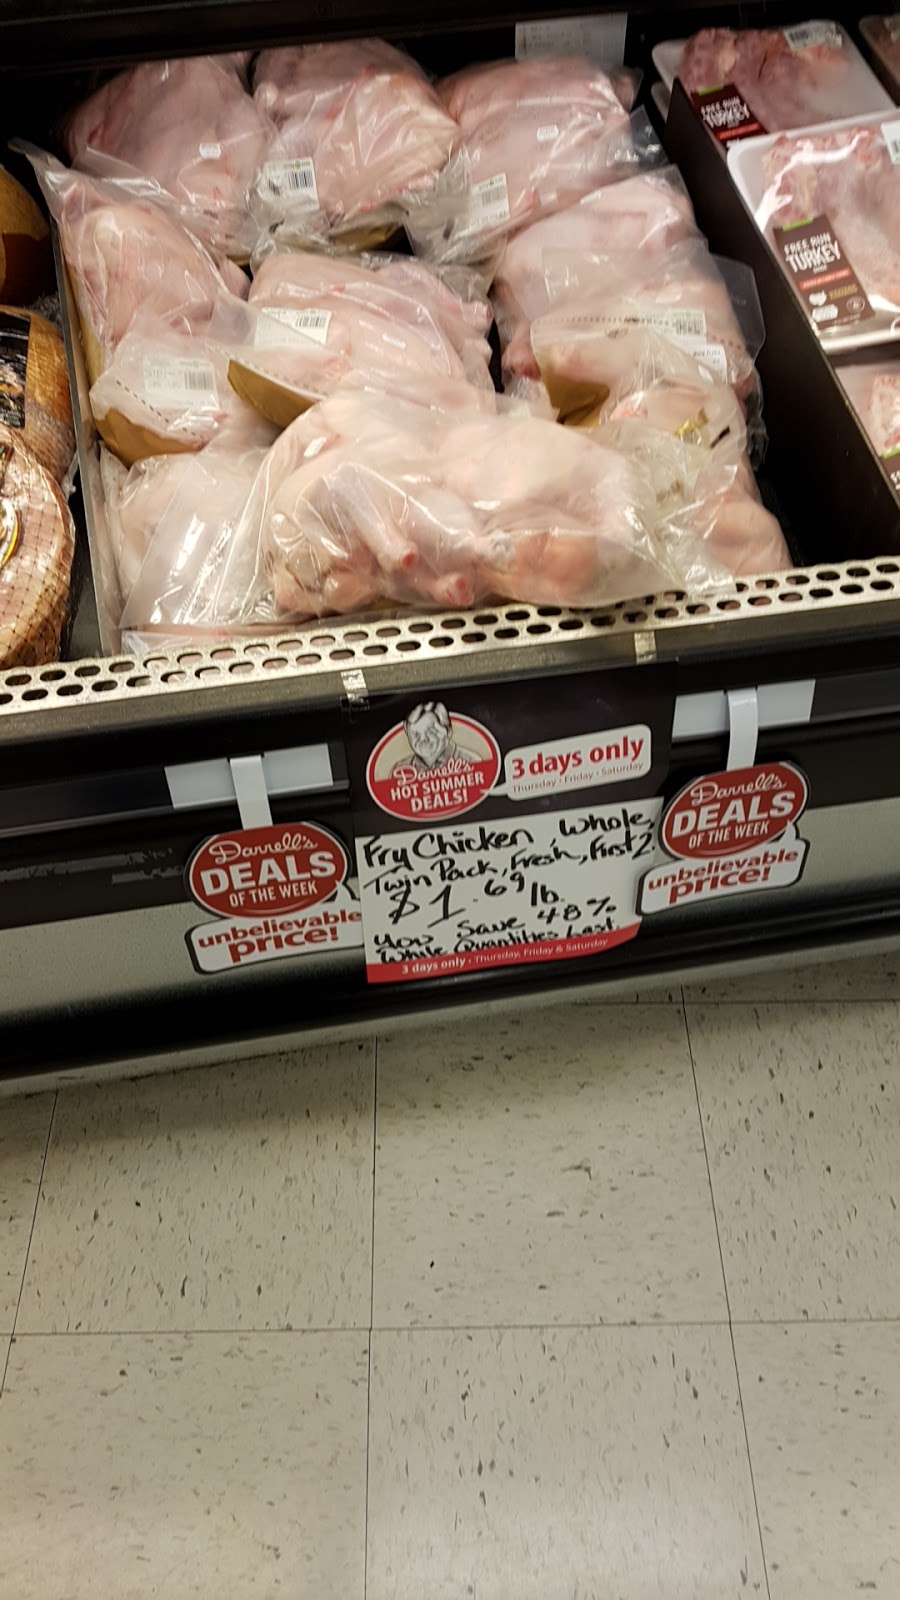 FREE RUN
TURKEY
FREE RUN
TURKEY
Darrell's
HOT SUMMER
DEALS!
3 days only
Thursday • Friday • Saturday
Fry Chicken, Whole,
Twin Pack, Fresh, First 2.
$1.69 lb.
You Save 48%
While Quantities Last.
3 days only • Thursday, Friday & Saturday
Darrell's
DEALS
OF THE WEEK
unbelievable
price!
Darrell's
DEALS
OF THE WEEK
unbelievable
price!